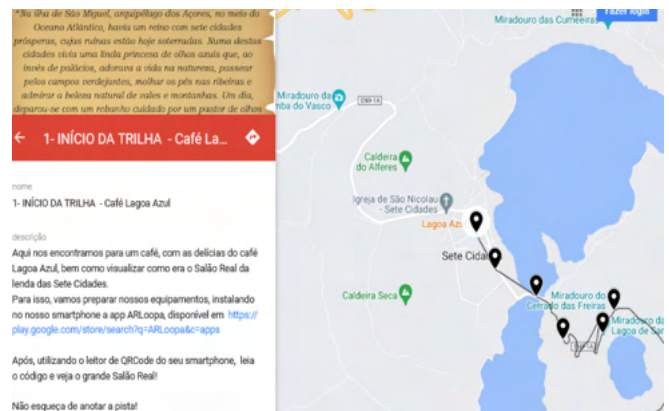 "Na ilha de São Miguel, arquipélago dos Açores, no meio do
Oceano Atlântico, havia um reino com sete cidades
prósperas, cujas ruínas estão hoje soterradas. Numa destas
cidades vivia uma linda princesa de olhos azuis que, ao
invés de palácios, adorava a vida na natureza, passear
pelos campos verdejantes, molhar os pés nas ribeiras e
admirar a beleza natural de vales e montanhas. Um dia,
deparou-se com um rebanho cuidado por um pastor de olhos
1- INÍCIO DA TRILHA - Café La...
nome
1- INÍCIO DA TRILHA - Café Lagoa Azul
descrição
Aqui nos encontramos para um café, com as delícias do café
Lagoa Azul, bem como visualizar como era o Salão Real da
lenda das Sete Cidades.
Para isso, vamos preparar nossos equipamentos, instalando
no nosso smartphone a app ARLoopa, disponível em https://
play.google.com/store/search?q=ARLoopa&c=apps
Após, utilizando o leitor de QRCode do seu smartphone, leia
o código e veja o grande Salão Real!
Não esqueça de anotar a pista!
Fazer login
Miradouro das Cumeeiras
Miradouro da
mba do Vasco
EN9-1A
Caldeira
do Alferes
Igreja de São Nicolau
- Sete Cidades
Lagoa Azu
Sete Cidad
Caldeira Seca
Miradouro do
Cerrado das Freiras
Miradouro da
Lagoa de San